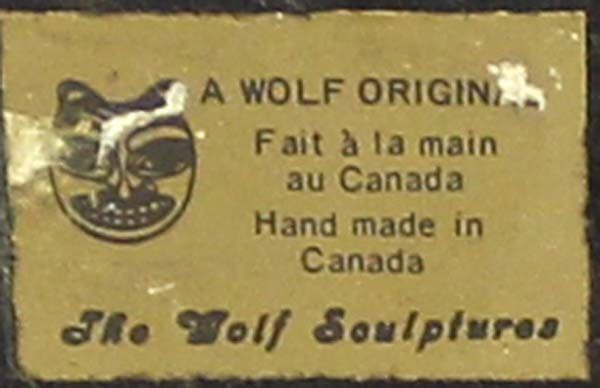 A WOLF ORIGINAL
Fait à la main
au Canada
Hand made in
Canada
The Wolf Sculptures